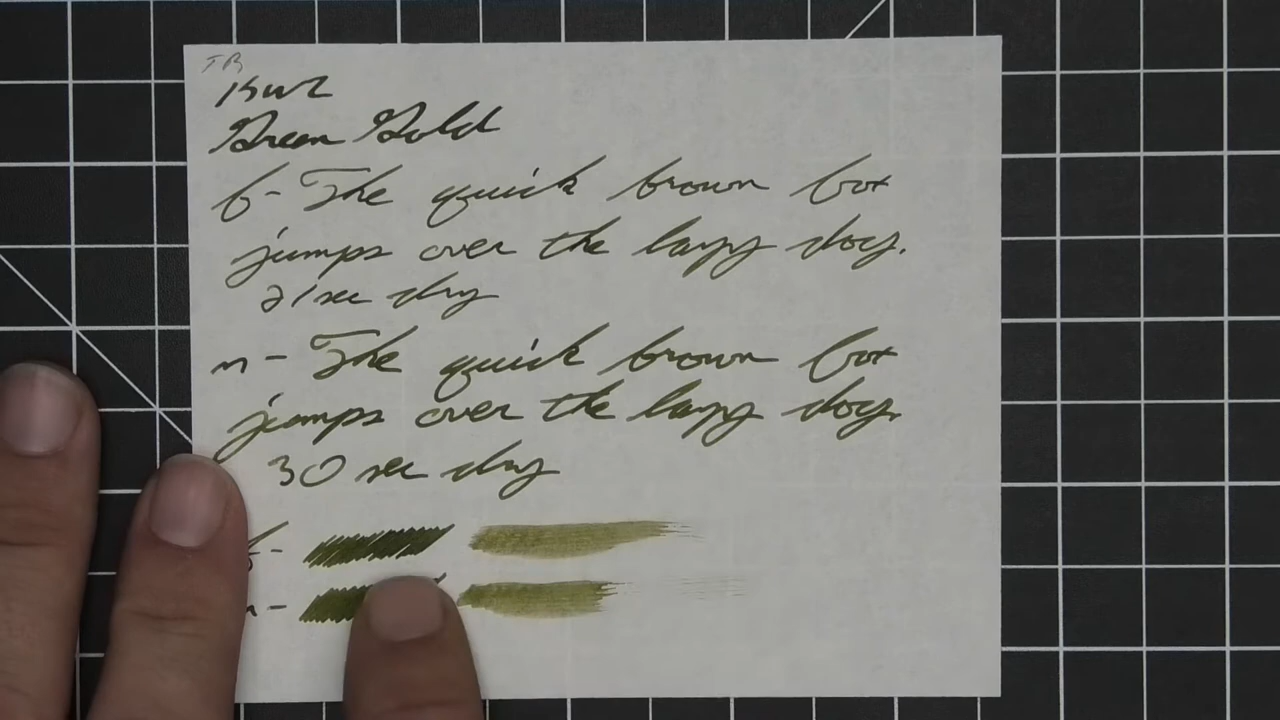 TR
KWZ
Green Gold
f - The quick brown fox
jumps over the lazy dog.
21 sec dry
m - The quick brown fox
jumps over the lazy dog.
30 sec dry
f -
m -